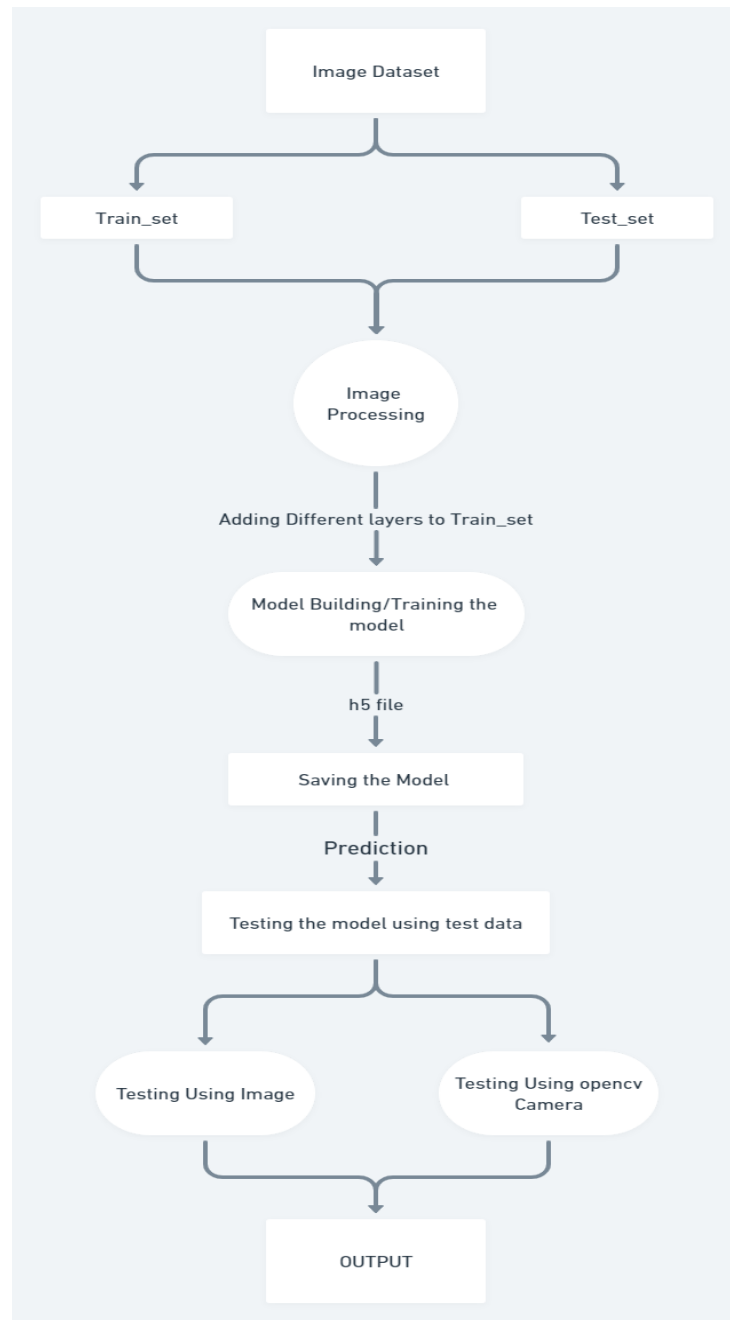 Image Dataset
Train_set
Test_set
Image
Processing
Adding Different layers to Train_set
Model Building/Training the
model
h5 file
Saving the Model
Prediction
Testing the model using test data
Testing Using Image
Testing Using opencv
Camera
OUTPUT